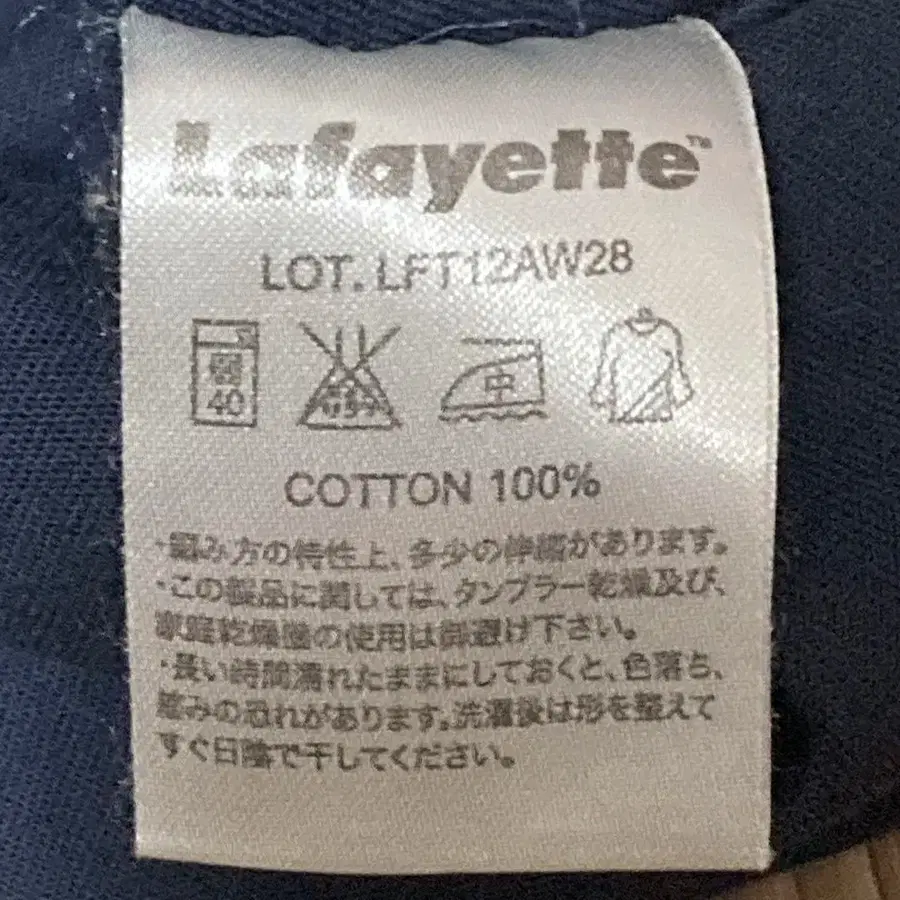 Lafayette™
LOT. LFT12AW28
40
中
COTTON 100%
・編み方の特性上、多少の伸縮があります。
・この製品に関しては、タンブラー乾燥及び、
家庭乾燥機の使用は御避け下さい。
・長い時間濡れたままにしておくと、色落ち、
縮みの恐れがあります。洗濯後は形を整えて
すぐ日陰で干してください。